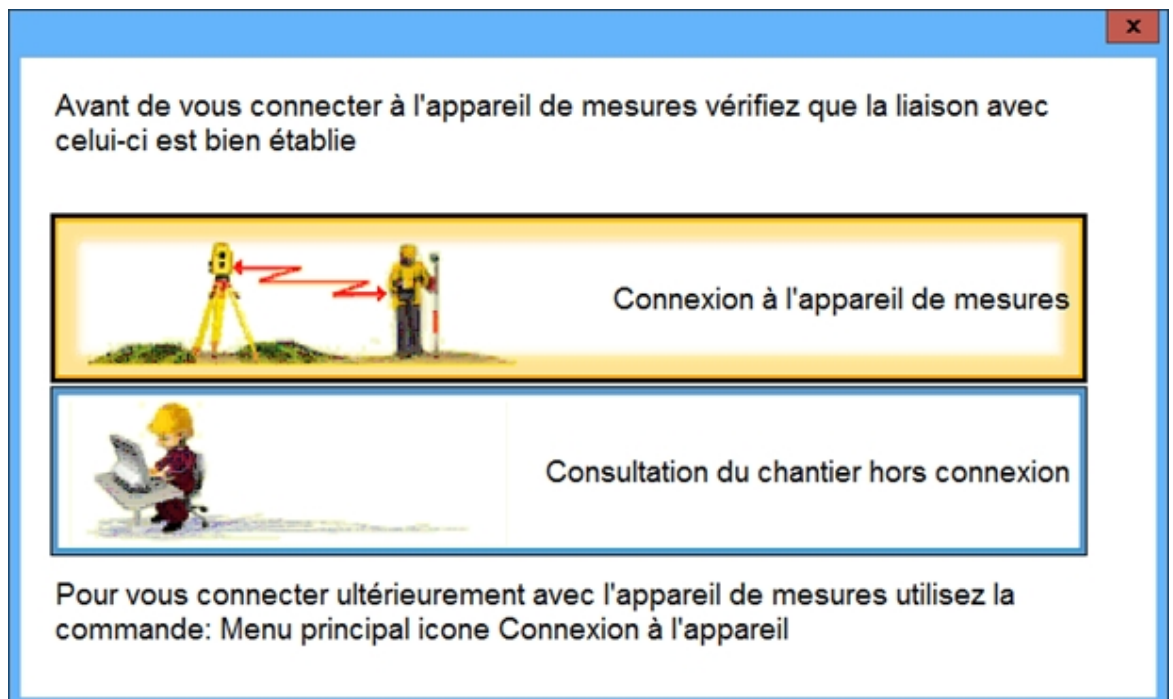 x
Avant de vous connecter à l'appareil de mesures vérifiez que la liaison avec
celui-ci est bien établie
Connexion à l'appareil de mesures
Consultation du chantier hors connexion
Pour vous connecter ultérieurement avec l'appareil de mesures utilisez la
commande: Menu principal icone Connexion à l'appareil